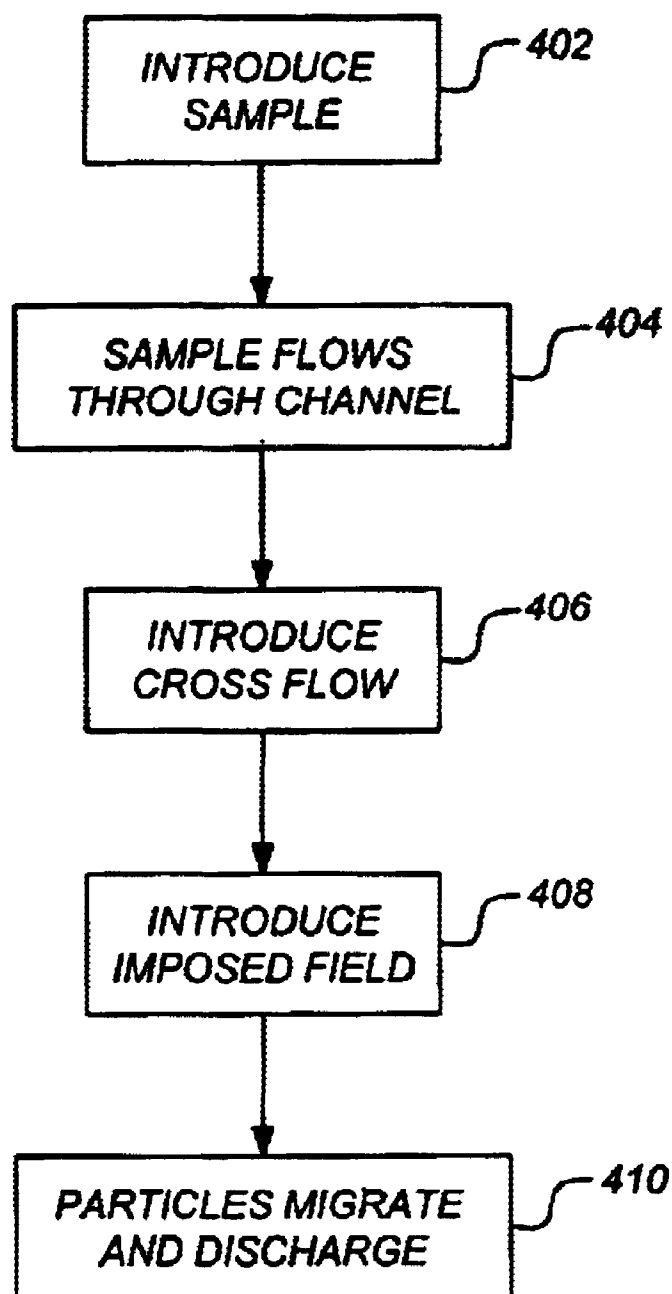 INTRODUCE
SAMPLE
402
SAMPLE FLOWS
THROUGH CHANNEL
404
INTRODUCE
CROSS FLOW
406
INTRODUCE
IMPOSED FIELD
408
PARTICLES MIGRATE
AND DISCHARGE
410